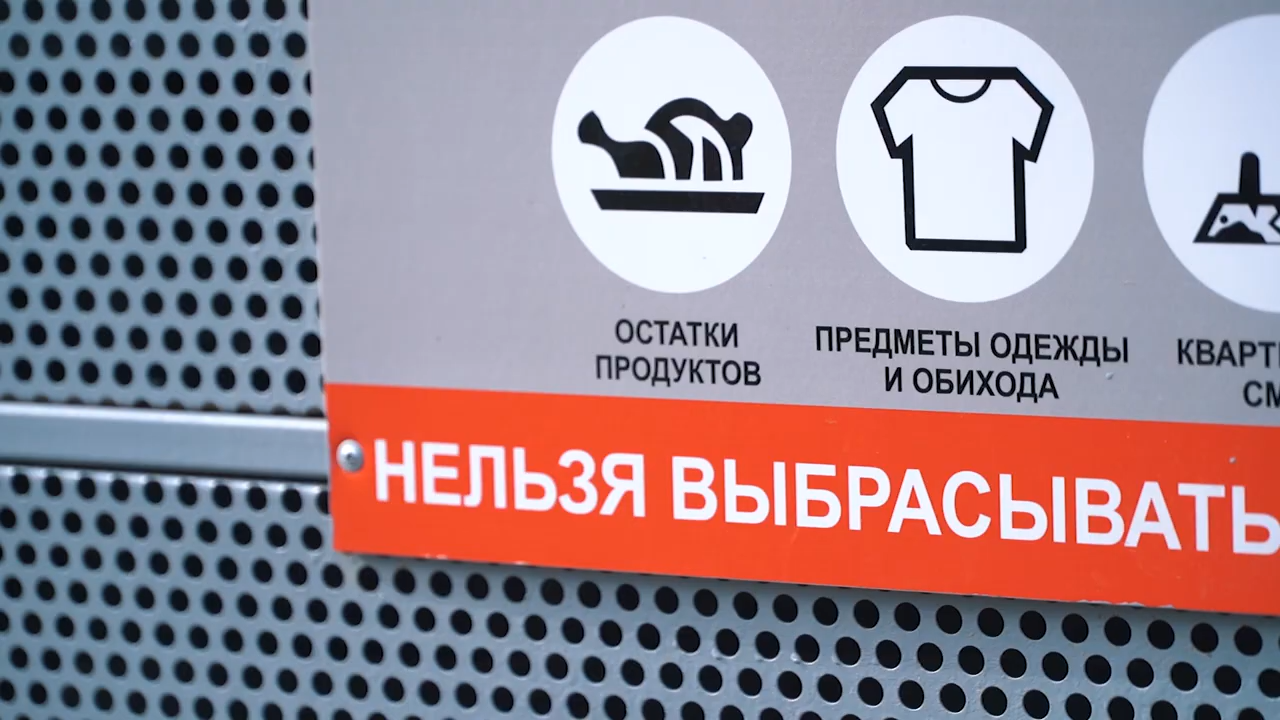 ОСТАТКИ
ПРОДУКТОВ
ПРЕДМЕТЫ ОДЕЖДЫ
И ОБИХОДА
НЕЛЬЗЯ ВЫБРАСЫВАТЬ